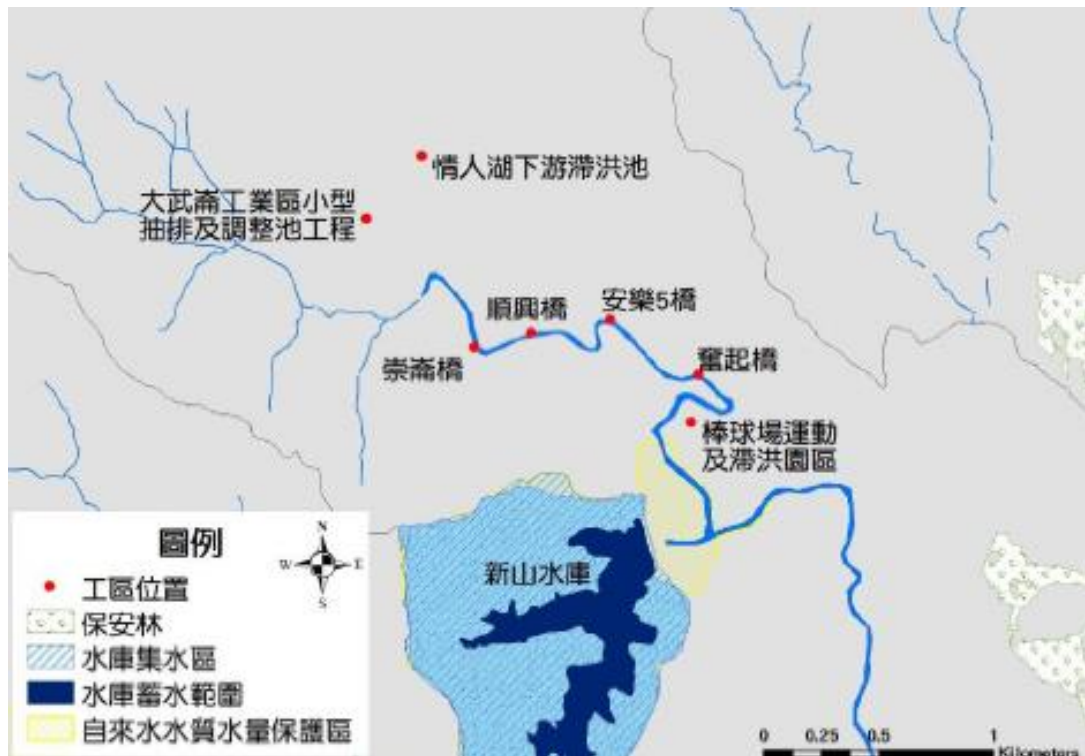 情人湖下游滯洪池
大武崙工業區小型
抽排及調整池工程
安樂5橋
順興橋
崇崙橋
奮起橋
棒球場運動
及滯洪園區
新山水庫
圖例
N
W
E
S
工區位置
保安林
水庫集水區
水庫蓄水範圍
自來水水質水量保護區
0 0.25 0.5 1
Kilometers